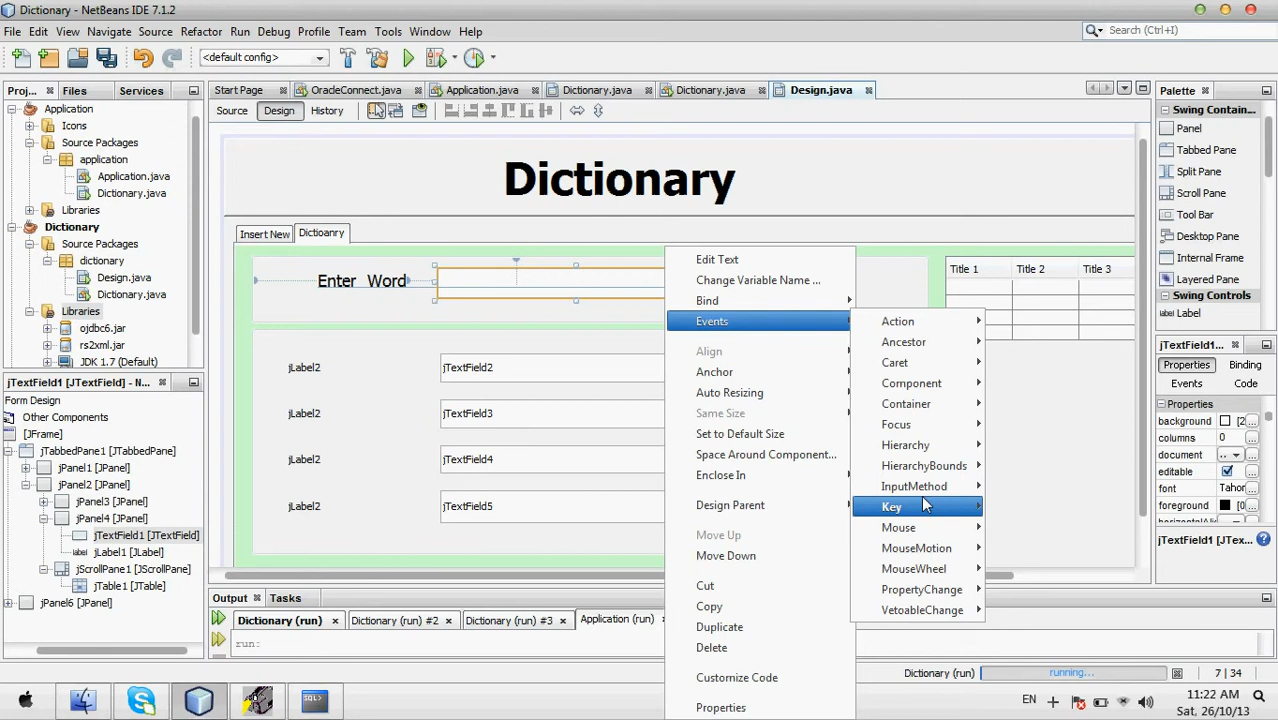 Dictionary - NetBeans IDE 7.1.2
File Edit View Navigate Source Refactor Run Debug Profile Team Tools Window Help
Search (Ctrl+I)
<default config>
Proj... Files Services
Start Page OracleConnect.java Application.java Dictionary.java Dictionary.java Design.java
Palette
Source Design History
Application
Icons
Source Packages
application
Application.java
Dictionary.java
Libraries
Dictionary
Source Packages
dictionary
Design.java
Dictionary.java
Libraries
ojdbc6.jar
rs2xml.jar
JDK 1.7 (Default)
jTextField1 [JTextField] - N...
Form Design
Other Components
[JFrame]
jTabbedPane1 [JTabbedPane]
jPanel1 [JPanel]
jPanel2 [JPanel]
jPanel3 [JPanel]
jPanel4 [JPanel]
jTextField1 [JTextField]
jLabel1 [JLabel]
jScrollPane1 [JScrollPane]
jTable1 [JTable]
jPanel6 [JPanel]
Dictionary
Insert New Dictioanry
Enter Word
Title 1 Title 2 Title 3
jLabel2 jTextField2
jLabel2 jTextField3
jLabel2 jTextField4
jLabel2 jTextField5
Edit Text
Change Variable Name ...
Bind
Events
Align
Anchor
Auto Resizing
Same Size
Set to Default Size
Space Around Component...
Enclose In
Design Parent
Move Up
Move Down
Cut
Copy
Duplicate
Delete
Customize Code
Properties
Action
Ancestor
Caret
Component
Container
Focus
Hierarchy
HierarchyBounds
InputMethod
Key
Mouse
MouseMotion
MouseWheel
PropertyChange
VetoableChange
Swing Contain...
Panel
Tabbed Pane
Split Pane
Scroll Pane
Tool Bar
Desktop Pane
Internal Frame
Layered Pane
Swing Controls
Label
jTextField1...
Properties Binding
Events Code
Properties
background [2 ...
columns 0 ...
document ...
editable ...
font Tahor ...
foreground [0 ...
jTextField1 [JTex...
Output Tasks
Dictionary (run) Dictionary (run) #2 Dictionary (run) #3 Application (run)
run:
Dictionary (run) running... 7 | 34
SQL>
EN
11:22 AM
Sat, 26/10/13